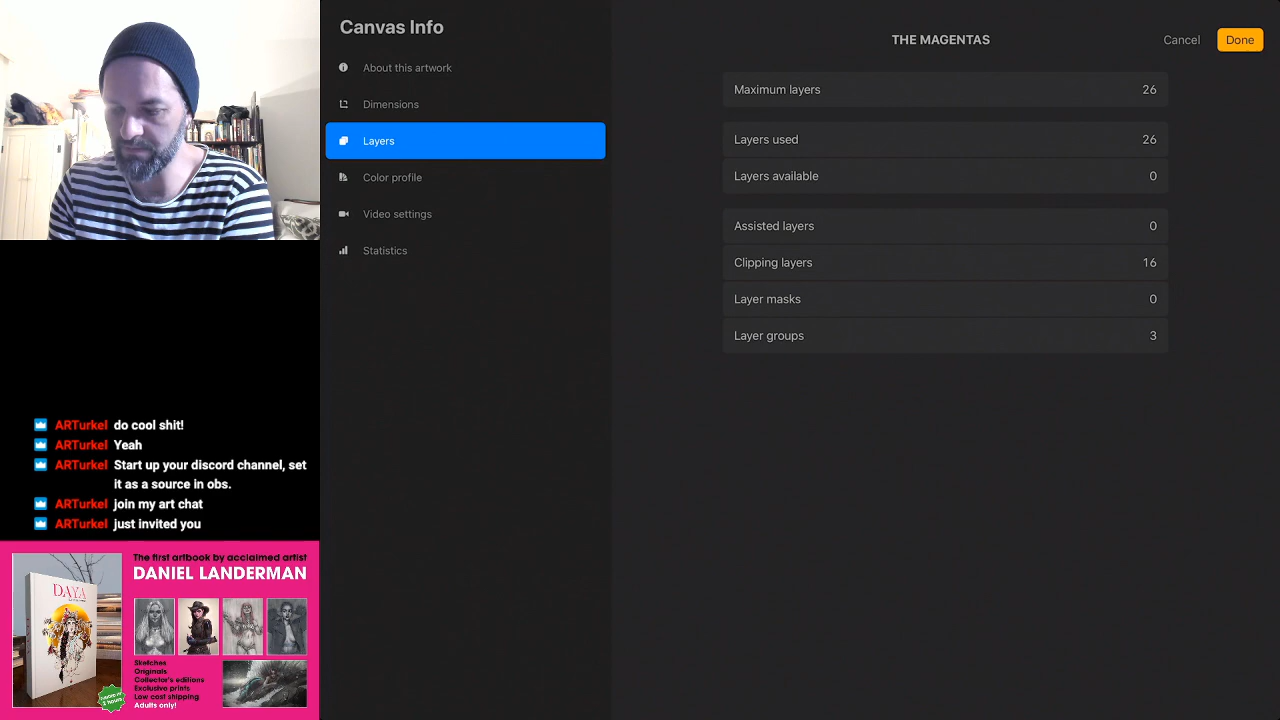 Canvas Info
About this artwork
Dimensions
Layers
Color profile
Video settings
Statistics
THE MAGENTAS
Cancel
Done
Maximum layers 26
Layers used 26
Layers available 0
Assisted layers 0
Clipping layers 16
Layer masks 0
Layer groups 3
ARTurkel do cool shit!
ARTurkel Yeah
ARTurkel Start up your discord channel, set
it as a source in obs.
ARTurkel join my art chat
ARTurkel just invited you
The first artbook by acclaimed artist
DANIEL LANDERMAN
DAYA
Sketches
Originals
Collector's editions
Exclusive prints
Low cost shipping
Adults only!